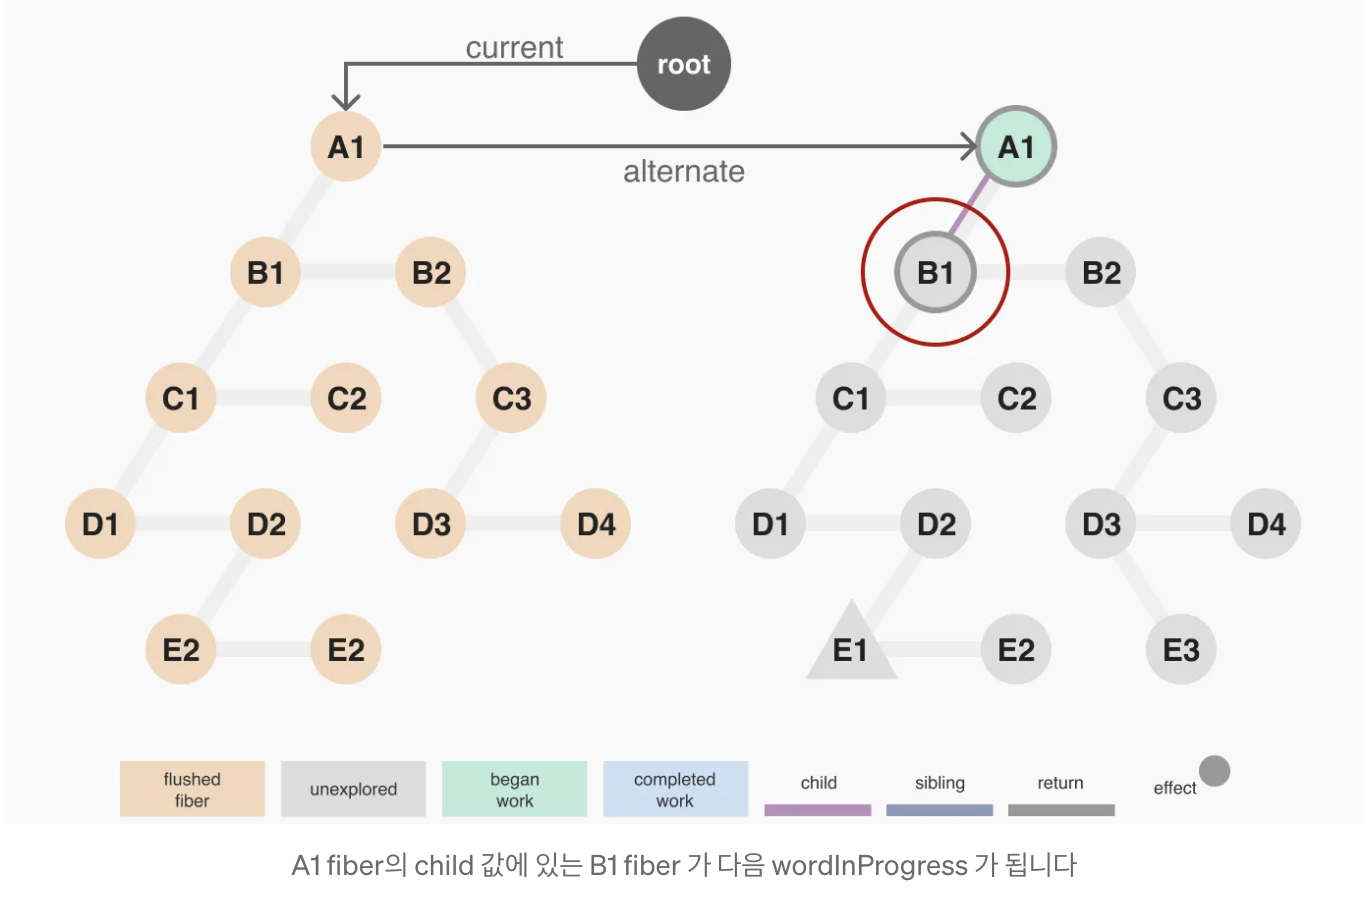 current
root
A1
A1
alternate
B1
B2
B1
B2
C1
C2
C3
C1
C2
C3
D1
D2
D3
D4
D1
D2
D3
D4
E2
E2
E1
E2
E3
flushed
fiber
unexplored
began
work
completed
work
child
sibling
return
effect
A1 fiber의 child 값에 있는 B1 fiber 가 다음 wordInProgress 가 됩니다